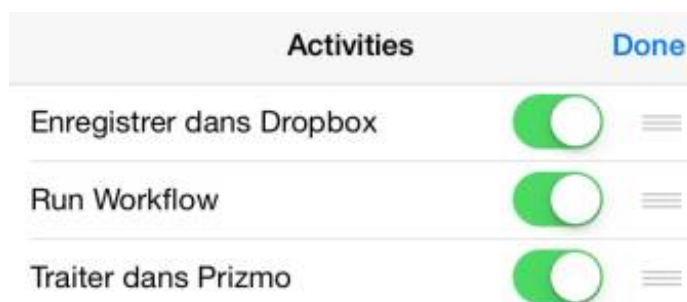 Activities
Done
Enregistrer dans Dropbox
Run Workflow
Traiter dans Prizmo